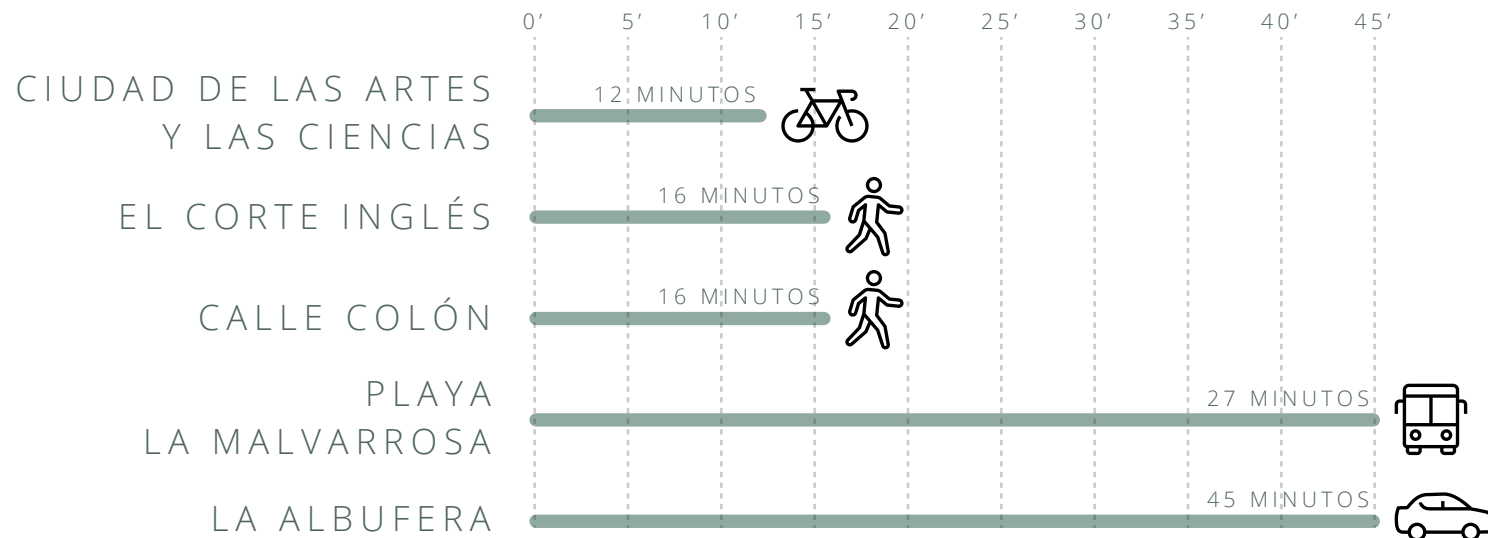 0′ 5′ 10′ 15′ 20′ 25′ 30′ 35′ 40′ 45′
CIUDAD DE LAS ARTES
Y LAS CIENCIAS
12 MINUTOS
EL CORTE INGLÉS
16 MINUTOS
CALLE COLÓN
16 MINUTOS
PLAYA
LA MALVARROSA
27 MINUTOS
LA ALBUFERA
45 MINUTOS